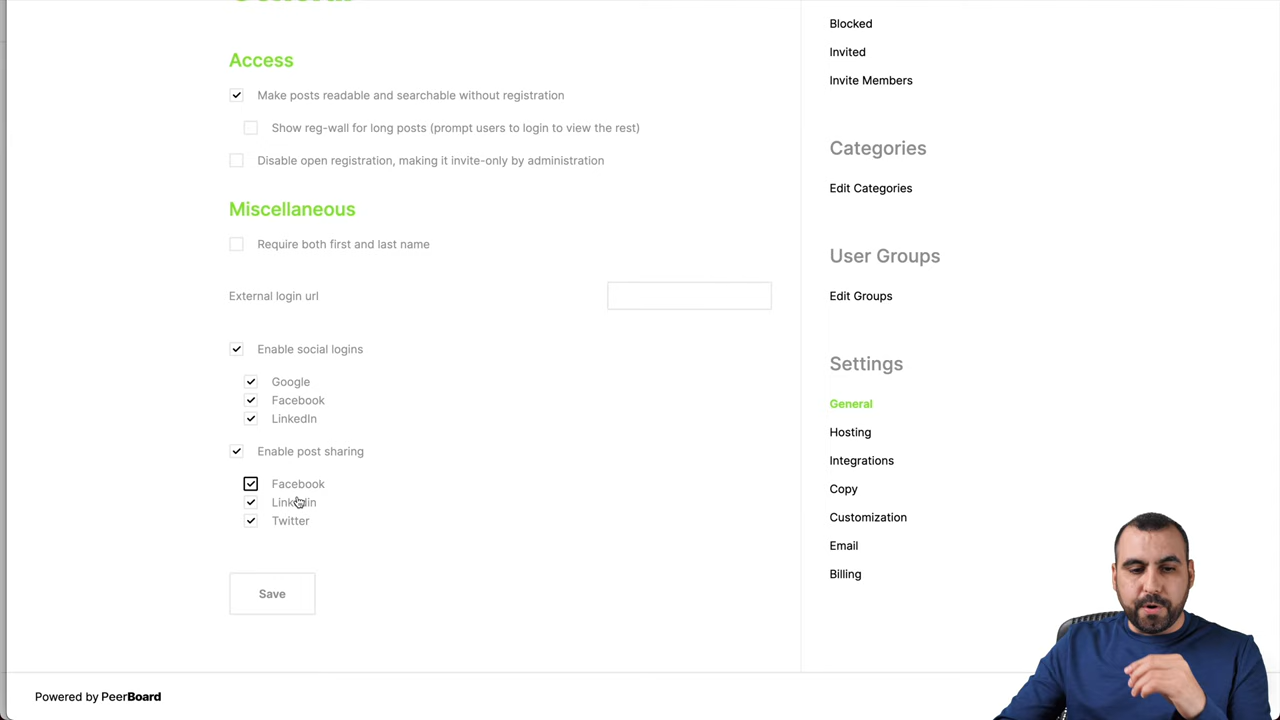 General
Access
Make posts readable and searchable without registration
Show reg-wall for long posts (prompt users to login to view the rest)
Disable open registration, making it invite-only by administration
Miscellaneous
Require both first and last name
External login url
Enable social logins
Google
Facebook
LinkedIn
Enable post sharing
Facebook
Linkedin
Twitter
Save
Blocked
Invited
Invite Members
Categories
Edit Categories
User Groups
Edit Groups
Settings
General
Hosting
Integrations
Copy
Customization
Email
Billing
Powered by PeerBoard